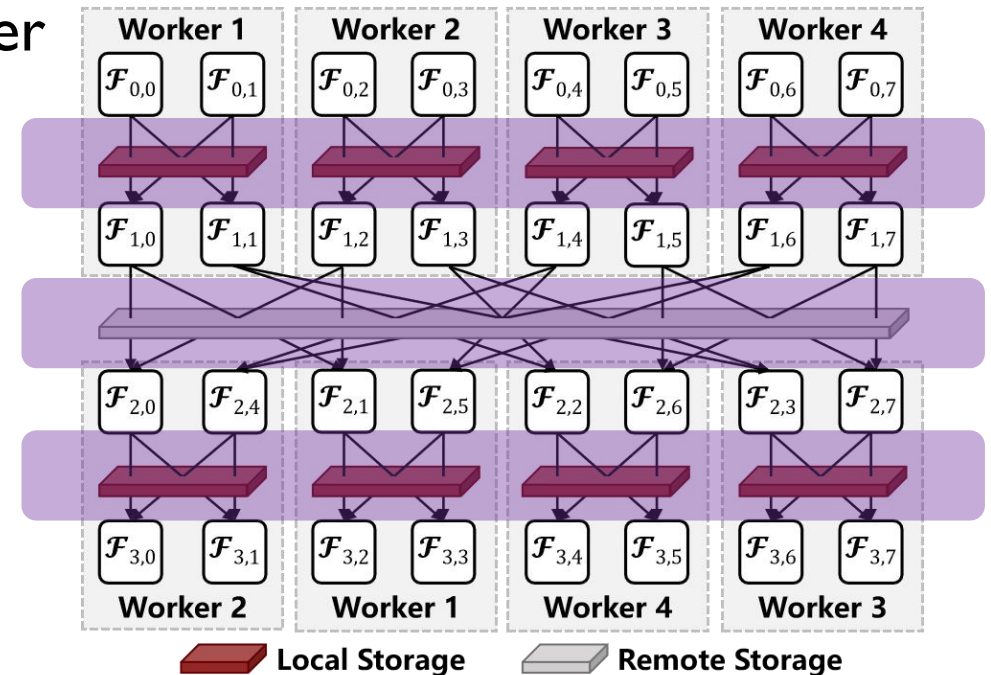 er
Worker 1 Worker 2 Worker 3 Worker 4
ℱ0,0 ℱ0,1 ℱ0,2 ℱ0,3 ℱ0,4 ℱ0,5 ℱ0,6 ℱ0,7
ℱ1,0 ℱ1,1 ℱ1,2 ℱ1,3 ℱ1,4 ℱ1,5 ℱ1,6 ℱ1,7
ℱ2,0 ℱ2,4 ℱ2,1 ℱ2,5 ℱ2,2 ℱ2,6 ℱ2,3 ℱ2,7
ℱ3,0 ℱ3,1 ℱ3,2 ℱ3,3 ℱ3,4 ℱ3,5 ℱ3,6 ℱ3,7
Worker 2 Worker 1 Worker 4 Worker 3
Local Storage Remote Storage